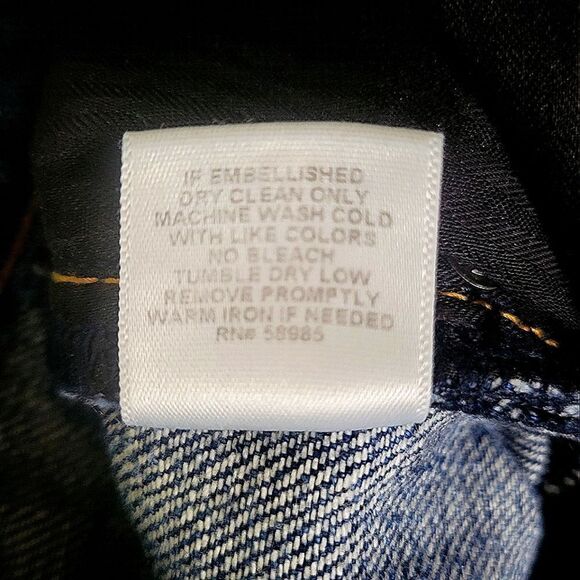 IF EMBELLISHED
DRY CLEAN ONLY
MACHINE WASH COLD
WITH LIKE COLORS
NO BLEACH
TUMBLE DRY LOW
REMOVE PROMPTLY
WARM IRON IF NEEDED
RN# 58985